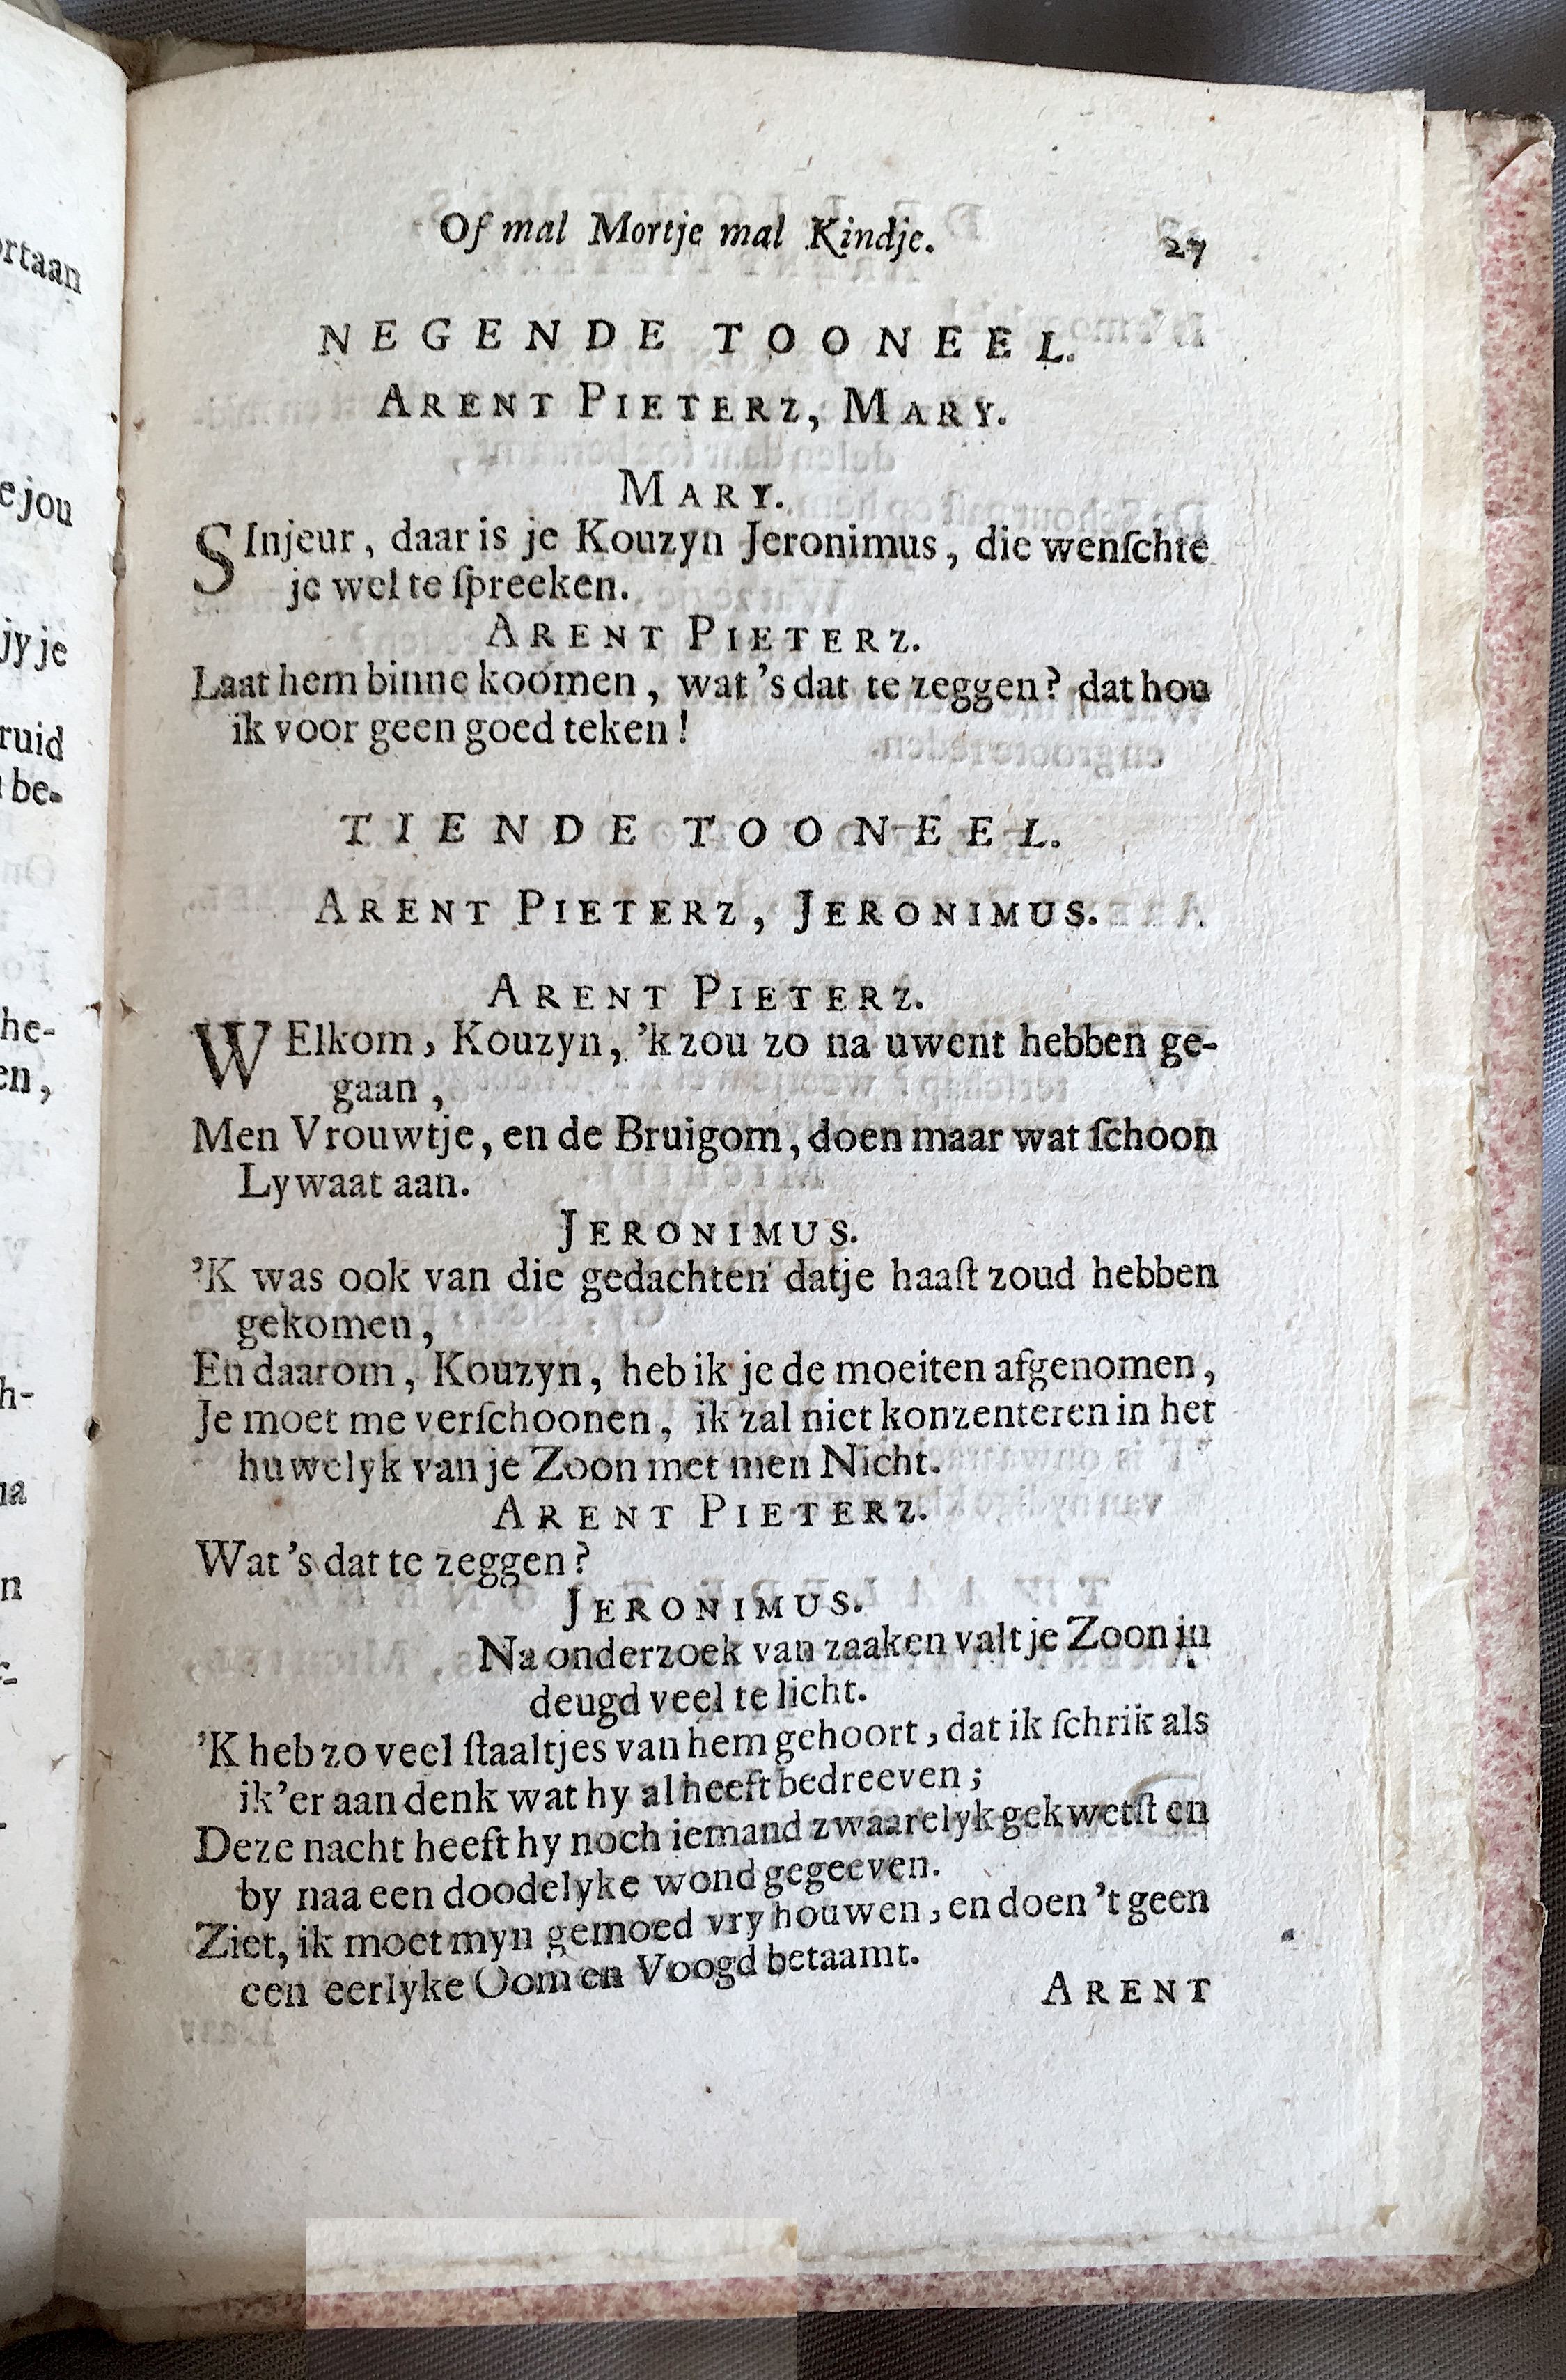 Of mal Mortje mal Kindje. 27
NEGENDE TOONEEL.
ARENT PIETERZ, MARY.
MARY.
SInjeur, daar is je Kouzyn Jeronimus, die wenſchte
je wel te ſpreeken.
ARENT PIETERZ.
Laat hem binne koomen, wat 's dat te zeggen? dat hou
ik voor geen goed teken!
TIENDE TOONEEL.
ARENT PIETERZ, JERONIMUS.
ARENT PIETERZ.
WElkom, Kouzyn, 'k zou zo na uwent hebben ge-
gaan,
Men Vrouwtje, en de Bruigom, doen maar wat ſchoon
Lywaat aan.
JERONIMUS.
'K was ook van die gedachten datje haaſt zoud hebben
gekomen,
En daarom, Kouzyn, heb ik je de moeiten afgenomen,
Je moet me verſchoonen, ik zal niet konzenteren in het
huwelyk van je Zoon met men Nicht.
ARENT PIETERZ.
Wat 's dat te zeggen?
JERONIMUS.
Na onderzoek van zaaken valt je Zoon in
deugd veel te licht.
'K heb zo veel ſtaaltjes van hem gehoort, dat ik ſchrik als
ik 'er aan denk wat hy al heeft bedreeven;
Deze nacht heeft hy noch iemand zwaarelyk gekwetſt en
by naa een doodelyke wond gegeeven.
Ziet, ik moet myn gemoed vry houwen, en doen 't geen
een eerlyke Oom en Voogd betaamt.
ARENT